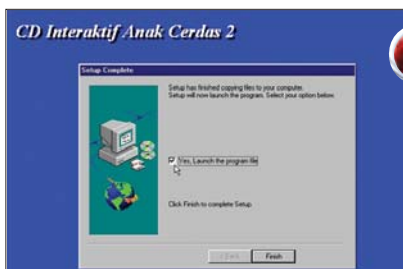 CD Interaktif Anak Cerdas 2
Setup Complete
Setup has finished copying files to your computer.
Setup will now launch the program. Select your option below.
Yes, Launch the program file
Click Finish to complete Setup.
Finish